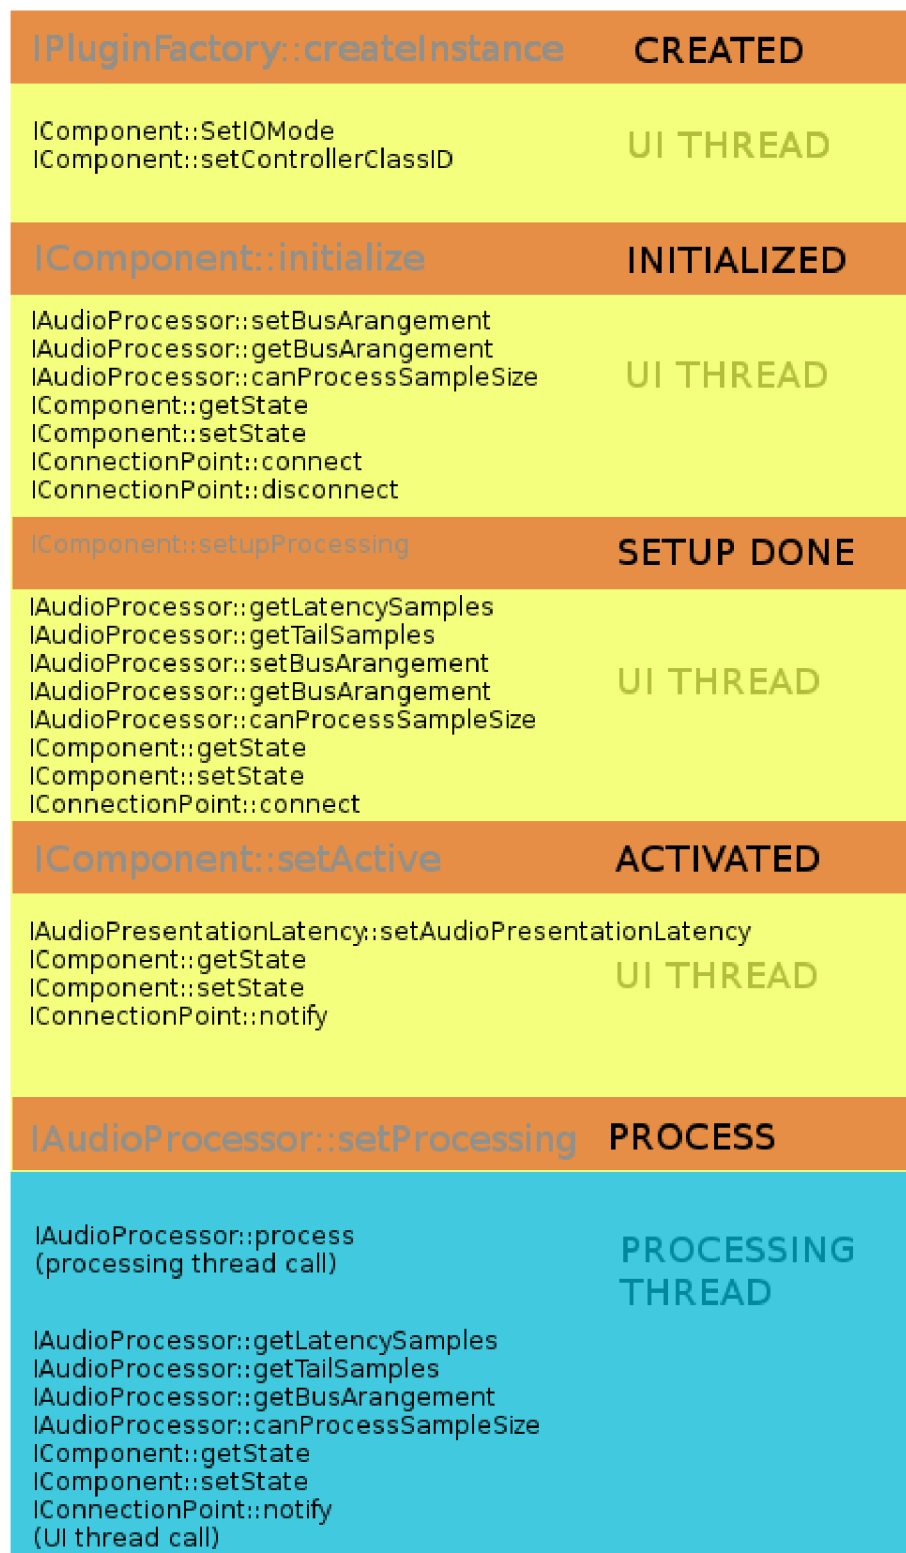 IPluginFactory::createInstance CREATED
IComponent::SetIOMode
IComponent::setControllerClassID
UI THREAD
IComponent::initialize INITIALIZED
IAudioProcessor::setBusArangement
IAudioProcessor::getBusArangement
IAudioProcessor::canProcessSampleSize
IComponent::getState
IComponent::setState
IConnectionPoint::connect
IConnectionPoint::disconnect
UI THREAD
IComponent::setupProcessing SETUP DONE
IAudioProcessor::getLatencySamples
IAudioProcessor::getTailSamples
IAudioProcessor::setBusArangement
IAudioProcessor::getBusArangement
IAudioProcessor::canProcessSampleSize
IComponent::getState
IComponent::setState
IConnectionPoint::connect
UI THREAD
IComponent::setActive ACTIVATED
IAudioPresentationLatency::setAudioPresentationLatency
IComponent::getState
IComponent::setState
IConnectionPoint::notify
UI THREAD
IAudioProcessor::setProcessing PROCESS
IAudioProcessor::process
(processing thread call)
PROCESSING
THREAD
IAudioProcessor::getLatencySamples
IAudioProcessor::getTailSamples
IAudioProcessor::getBusArangement
IAudioProcessor::canProcessSampleSize
IComponent::getState
IComponent::setState
IConnectionPoint::notify
(UI thread call)